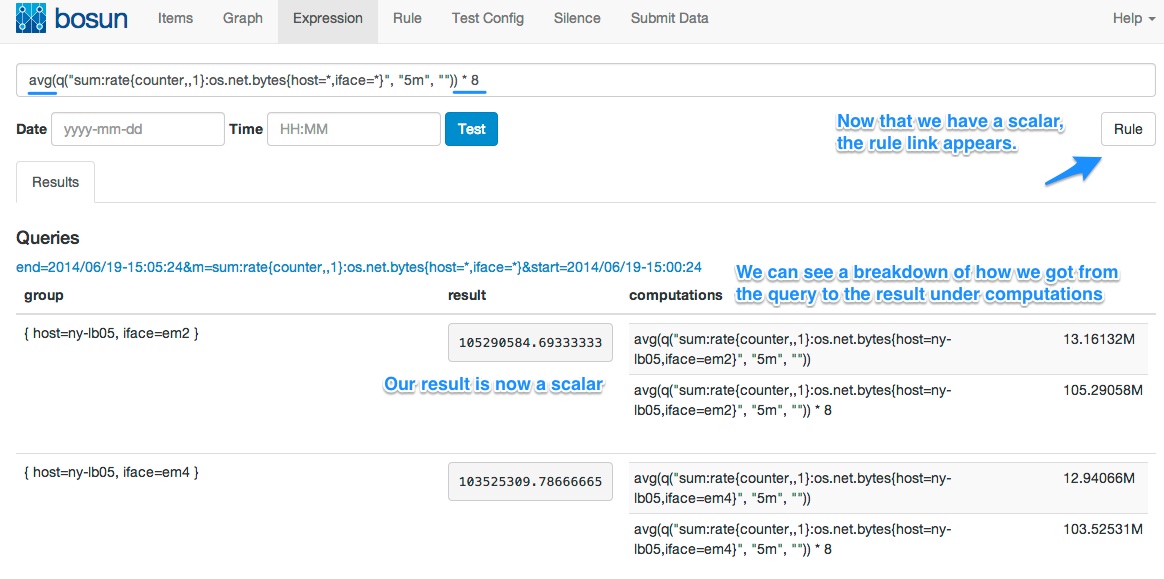 bosun Items Graph Expression Rule Test Config Silence Submit Data Help
avg(q("sum:rate{counter,,1}:os.net.bytes{host=*,iface=*}", "5m", "")) * 8
Date yyyy-mm-dd Time HH:MM Test
Now that we have a scalar,
the rule link appears.
Rule
Results
Queries
end=2014/06/19-15:05:24&m=sum:rate{counter,,1}:os.net.bytes{host=*,iface=*}&start=2014/06/19-15:00:24
We can see a breakdown of how we got from
the query to the result under computations
group result computations
{ host=ny-lb05, iface=em2 }
105290584.69333333
avg(q("sum:rate{counter,,1}:os.net.bytes{host=ny-
lb05,iface=em2}", "5m", ""))
13.16132M
Our result is now a scalar
avg(q("sum:rate{counter,,1}:os.net.bytes{host=ny-
lb05,iface=em2}", "5m", "")) * 8
105.29058M
{ host=ny-lb05, iface=em4 }
103525309.78666665
avg(q("sum:rate{counter,,1}:os.net.bytes{host=ny-
lb05,iface=em4}", "5m", ""))
12.94066M
avg(q("sum:rate{counter,,1}:os.net.bytes{host=ny-
lb05,iface=em4}", "5m", "")) * 8
103.52531M